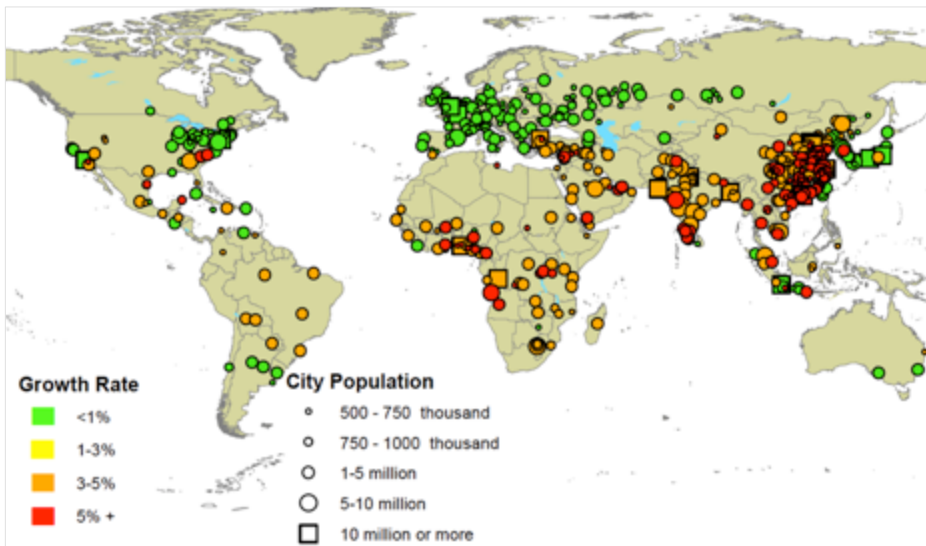 Growth Rate
<1%
1-3%
3-5%
5% +
City Population
500 - 750 thousand
750 - 1000 thousand
1-5 million
5-10 million
10 million or more